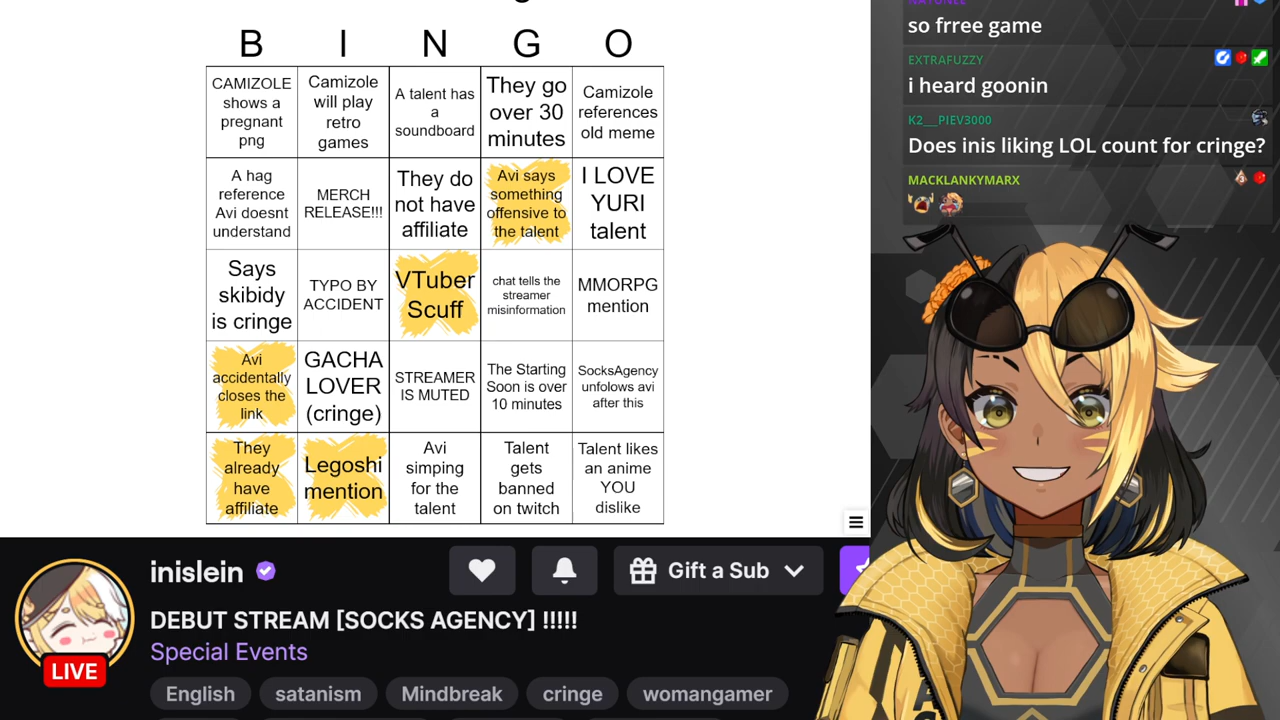 B I N G O
CAMIZOLE
shows a
pregnant
png
Camizole
will play
retro
games
A talent has
a
soundboard
They go
over 30
minutes
Camizole
references
old meme
A hag
reference
Avi doesnt
understand
MERCH
RELEASE!!!
They do
not have
affiliate
Avi says
something
offensive to
the talent
I LOVE
YURI
talent
Says
skibidy
is cringe
TYPO BY
ACCIDENT
VTuber
Scuff
chat tells the
streamer
misinformation
MMORPG
mention
Avi
accidentally
closes the
link
GACHA
LOVER
(cringe)
STREAMER
IS MUTED
The Starting
Soon is over
10 minutes
SocksAgency
unfolows avi
after this
They
already
have
affiliate
Legoshi
mention
Avi
simping
for the
talent
Talent
gets
banned
on twitch
Talent likes
an anime
YOU
dislike
so frree game
EXTRAFUZZY
i heard goonin
K2__PIEV3000
Does inis liking LOL count for cringe?
MACKLANKYMARX
inislein
Gift a Sub
DEBUT STREAM [SOCKS AGENCY] !!!!!
Special Events
LIVE
English satanism Mindbreak cringe womangamer